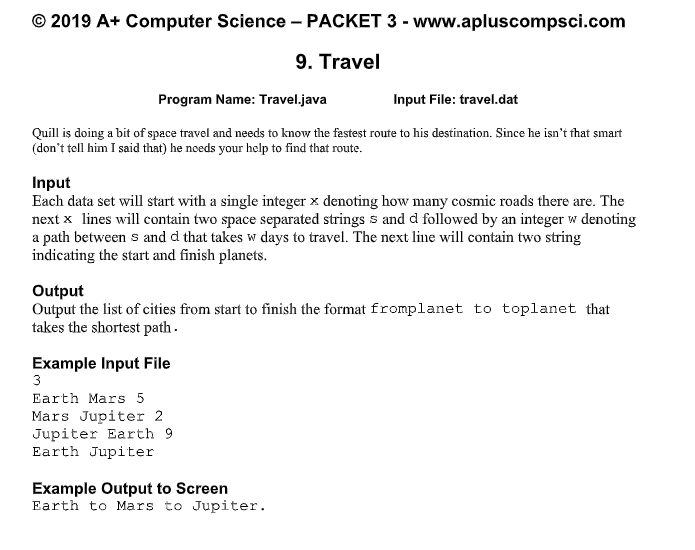 © 2019 A+ Computer Science – PACKET 3 - www.apluscompsci.com
9. Travel
Program Name: Travel.java Input File: travel.dat
Quill is doing a bit of space travel and needs to know the fastest route to his destination. Since he isn't that smart
(don't tell him I said that) he needs your help to find that route.
Input
Each data set will start with a single integer x denoting how many cosmic roads there are. The
next x lines will contain two space separated strings s and d followed by an integer w denoting
a path between s and d that takes w days to travel. The next line will contain two string
indicating the start and finish planets.
Output
Output the list of cities from start to finish the format fromplanet to toplanet that
takes the shortest path.
Example Input File
3
Earth Mars 5
Mars Jupiter 2
Jupiter Earth 9
Earth Jupiter
Example Output to Screen
Earth to Mars to Jupiter.